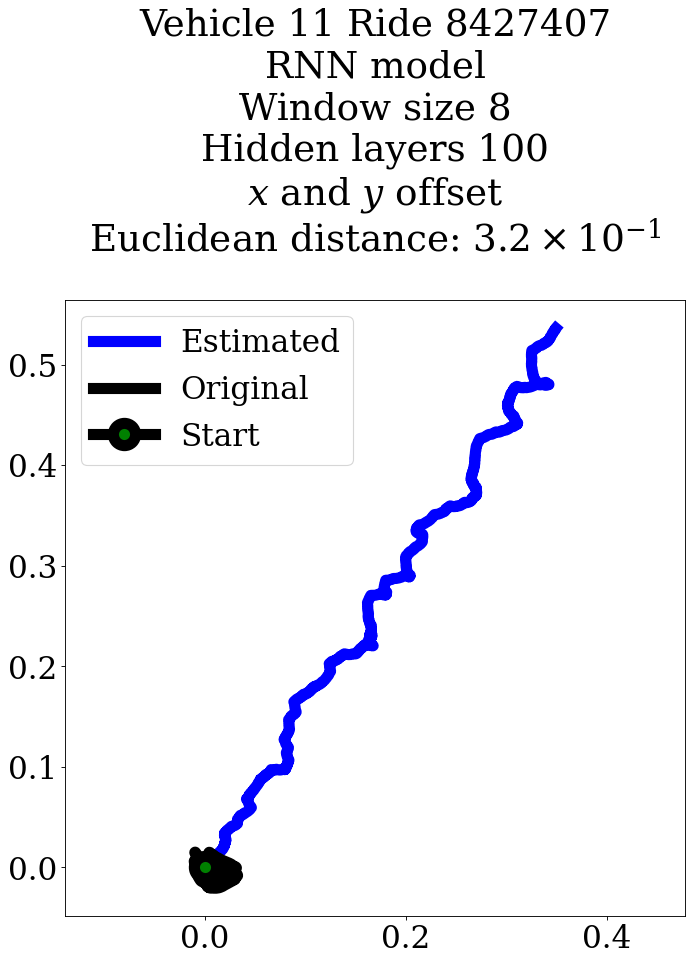 Vehicle 11 Ride 8427407
RNN model
Window size 8
Hidden layers 100
x and y offset
Euclidean distance: 3.2 × 10⁻¹
Estimated
Original
Start
0.5
0.4
0.3
0.2
0.1
0.0
0.0 0.2 0.4